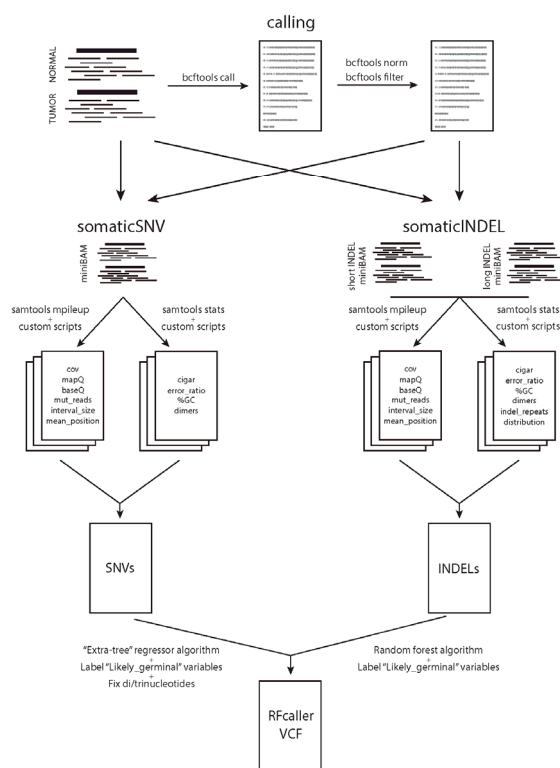 calling
NORMAL
TUMOR
bcftools call
bcftools norm
bcftools filter
somaticSNV
somaticINDEL
miniBAM
short INDEL
miniBAM
long INDEL
miniBAM
samtools mpileup
+
custom scripts
samtools stats
+
custom scripts
samtools mpileup
+
custom scripts
samtools stats
+
custom scripts
cov
mapQ
baseQ
mut_reads
interval_size
mean_position
cigar
error_ratio
%GC
dimers
cov
mapQ
baseQ
mut_reads
interval_size
mean_position
cigar
error_ratio
%GC
dimers
indel_repeats
distribution
SNVs
INDELs
"Extra-tree" regressor algorithm
+
Label "Likely_germinal" variables
+
Fix di/trinucleotides
Random forest algorithm
+
Label "Likely_germinal" variables
RFcaller
VCF